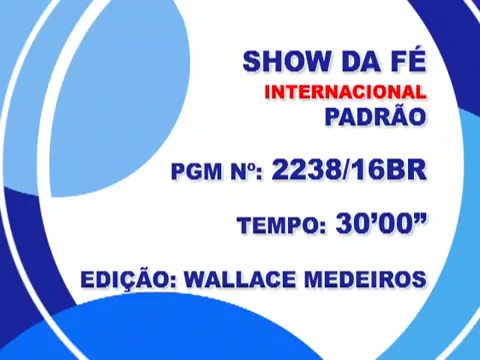 SHOW DA FÉ
INTERNACIONAL
PADRÃO
PGM Nº: 2238/16BR
TEMPO: 30’00”
EDIÇÃO: WALLACE MEDEIROS